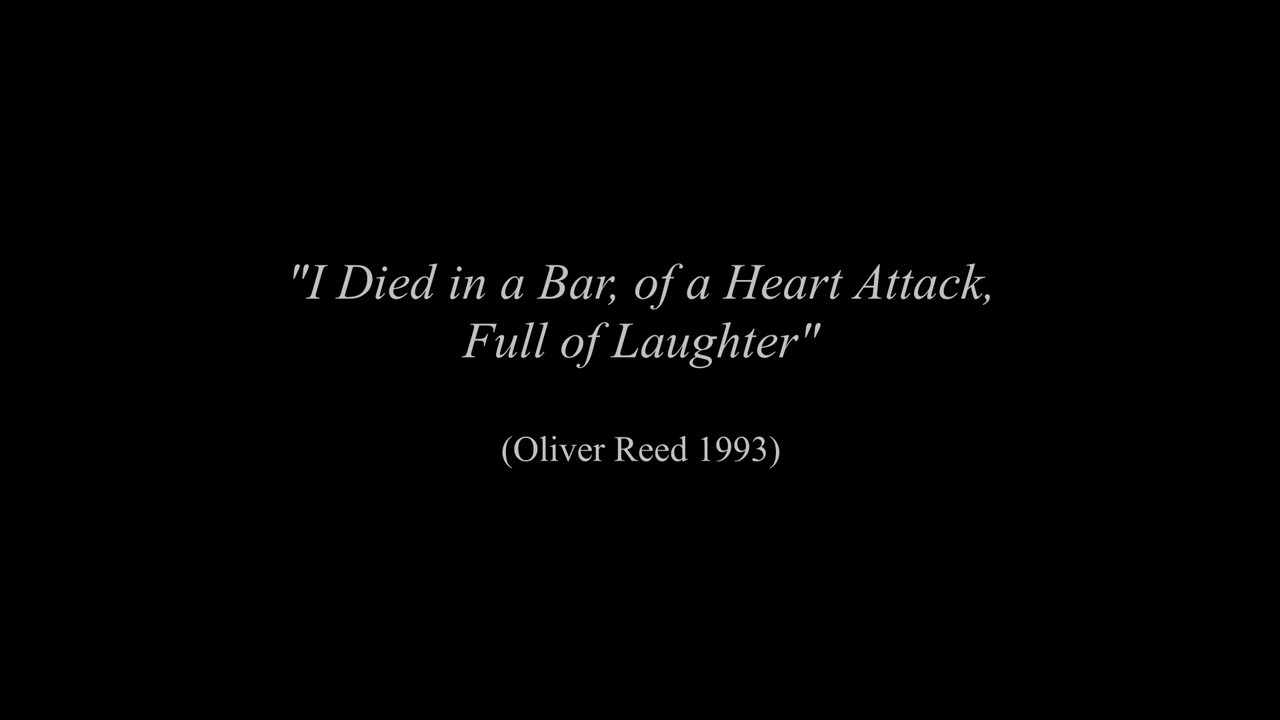 "I Died in a Bar, of a Heart Attack,
Full of Laughter"
(Oliver Reed 1993)